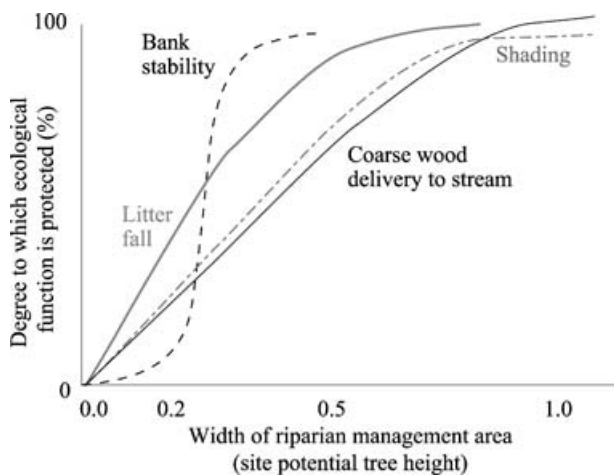 100
Bank
stability
Shading
Coarse wood
delivery to stream
Litter
fall
Degree to which ecological
function is protected (%)
0
0.0 0.2 0.5 1.0
Width of riparian management area
(site potential tree height)